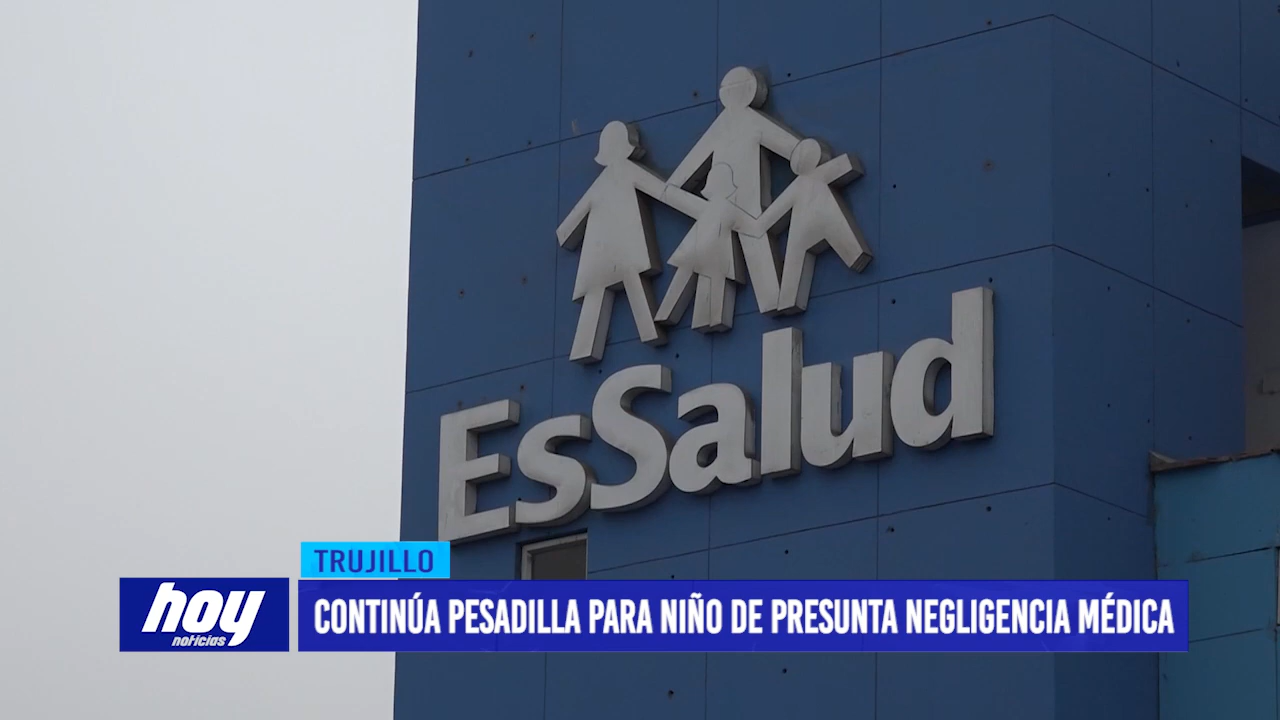 EsSalud
TRUJILLO
hoy
noticias
CONTINÚA PESADILLA PARA NIÑO DE PRESUNTA NEGLIGENCIA MÉDICA